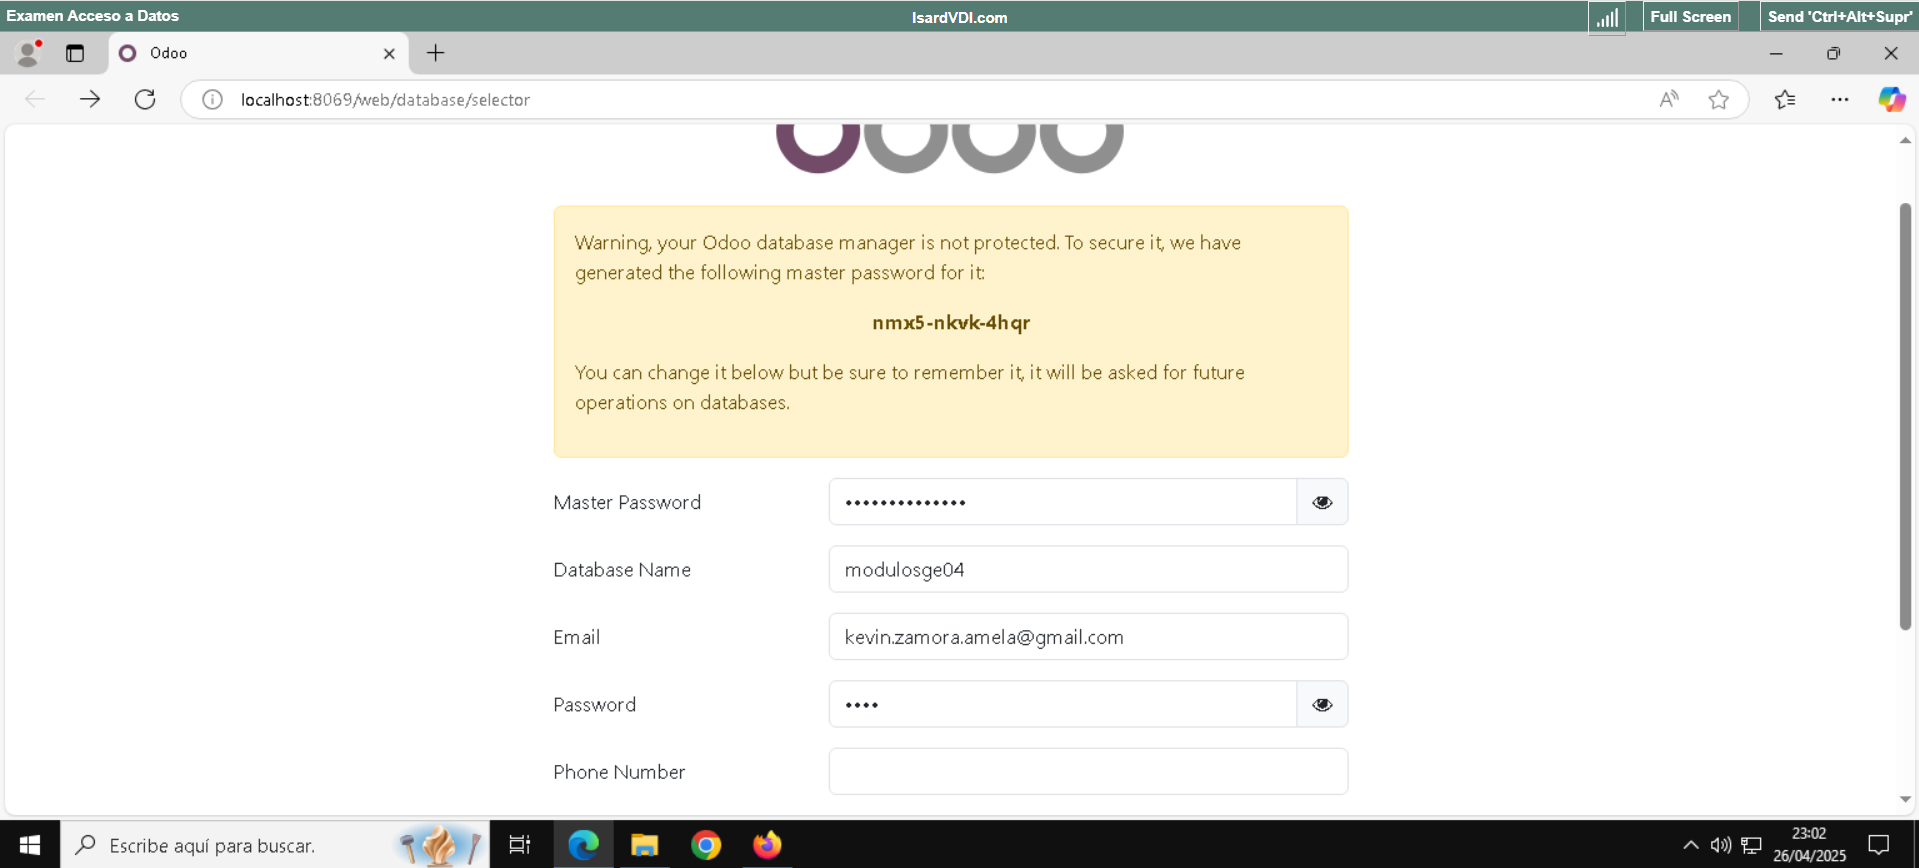 Examen Acceso a Datos
IsardVDI.com
Full Screen
Send 'Ctrl+Alt+Supr'
Odoo
localhost:8069/web/database/selector
Warning, your Odoo database manager is not protected. To secure it, we have
generated the following master password for it:
nmx5-nkvk-4hqr
You can change it below but be sure to remember it, it will be asked for future
operations on databases.
Master Password
••••••••••••••
Database Name
modulosge04
Email
kevin.zamora.amela@gmail.com
Password
••••
Phone Number
Escribe aquí para buscar.
23:02
26/04/2025